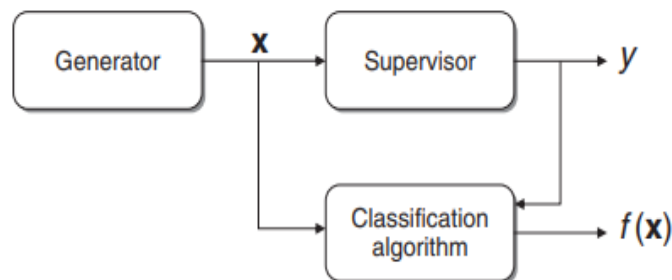 Generator
x
Supervisor
y
Classification
algorithm
f(x)